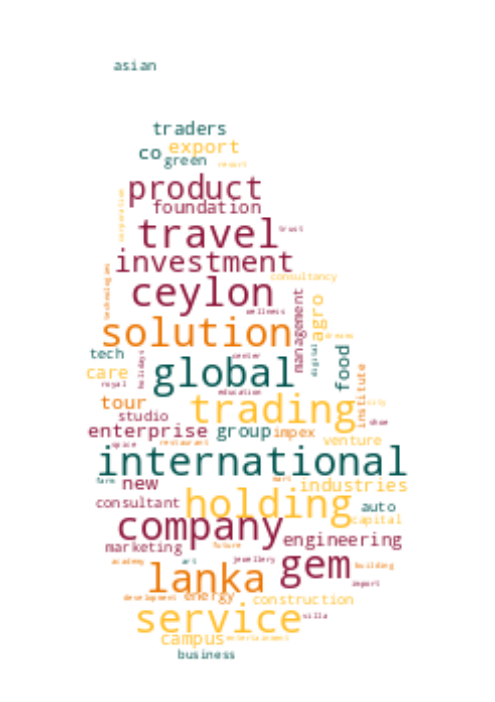 asian
traders
co export
green resort
product
corporation foundation
travel trust
investment
technologies ceylon consultancy
wellness management agro
solution digital dreams
tech holidays center food
care global institute
royal education
tour trading city
studio shoe
enterprise group impex venture
spice restaurant
international
farm new mart industries
consultant holding auto
company capital
engineering
marketing future
academy art jewellery gem building
lanka import
development energy construction
service villa
campus entertainment
business